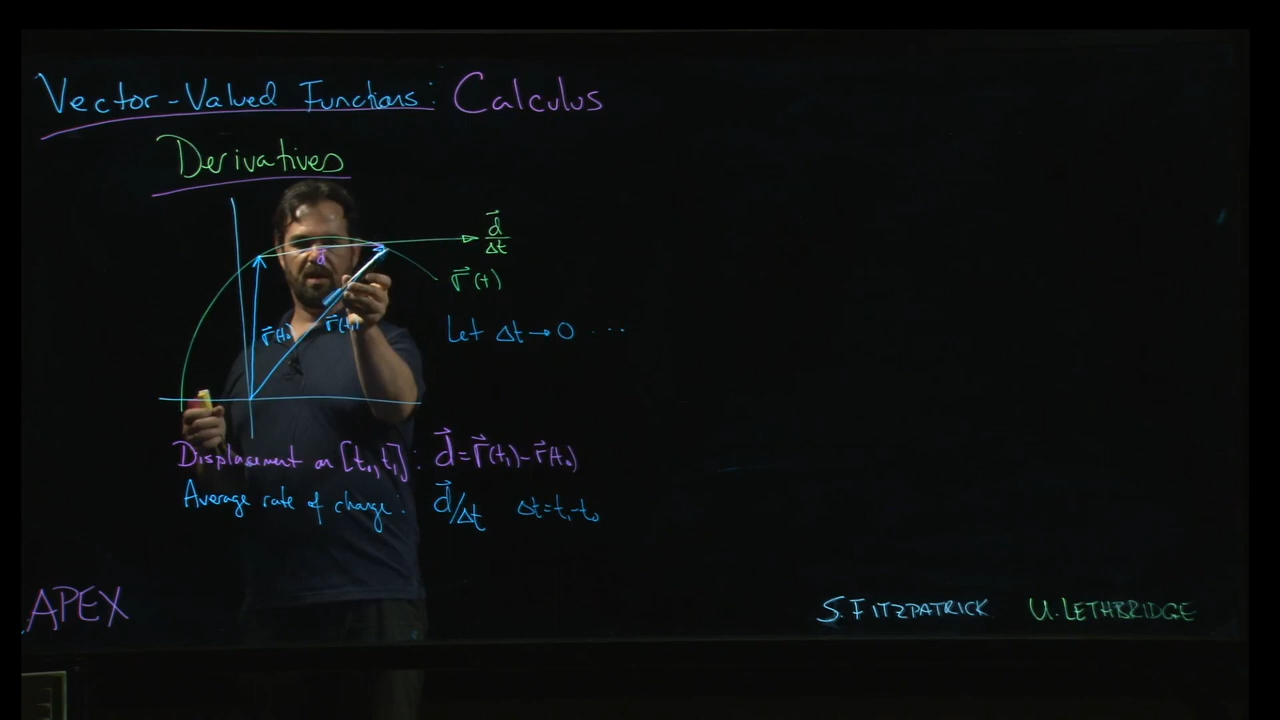 Vector-Valued Functions: Calculus
Derivatives
d⃗/Δt
d⃗
r⃗(t)
r⃗(t₀)
r⃗(t₁)
Let Δt → 0 ...
Displacement on [t₀,t₁]: d⃗=r⃗(t₁)-r⃗(t₀)
Average rate of change: d⃗/Δt Δt=t₁-t₀
APEX
S. FITZPATRICK U. LETHBRIDGE